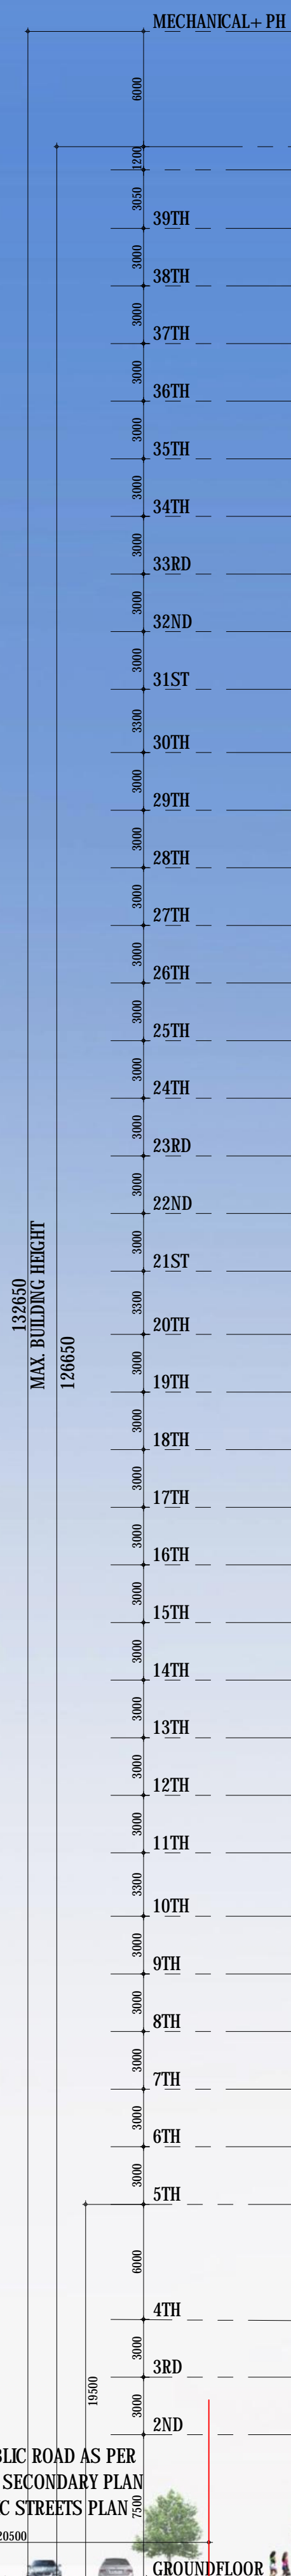 MECHANICAL+ PH
6000
1200
3050
39TH
3000
38TH
3000
37TH
3000
36TH
3000
35TH
3000
34TH
3000
33RD
3000
32ND
3000
31ST
3300
30TH
3000
29TH
3000
28TH
3000
27TH
3000
26TH
3000
25TH
3000
24TH
3000
23RD
3000
22ND
3000
21ST
3300
20TH
132650
MAX. BUILDING HEIGHT
126650
3000
19TH
3000
18TH
3000
17TH
3000
16TH
3000
15TH
3000
14TH
3000
13TH
3000
12TH
3000
11TH
3300
10TH
3000
9TH
3000
8TH
3000
7TH
3000
6TH
3000
5TH
6000
4TH
3000
3RD
19500
3000
2ND
BLIC ROAD AS PER
SECONDARY PLAN
C STREETS PLAN
7500
20500
GROUNDFLOOR